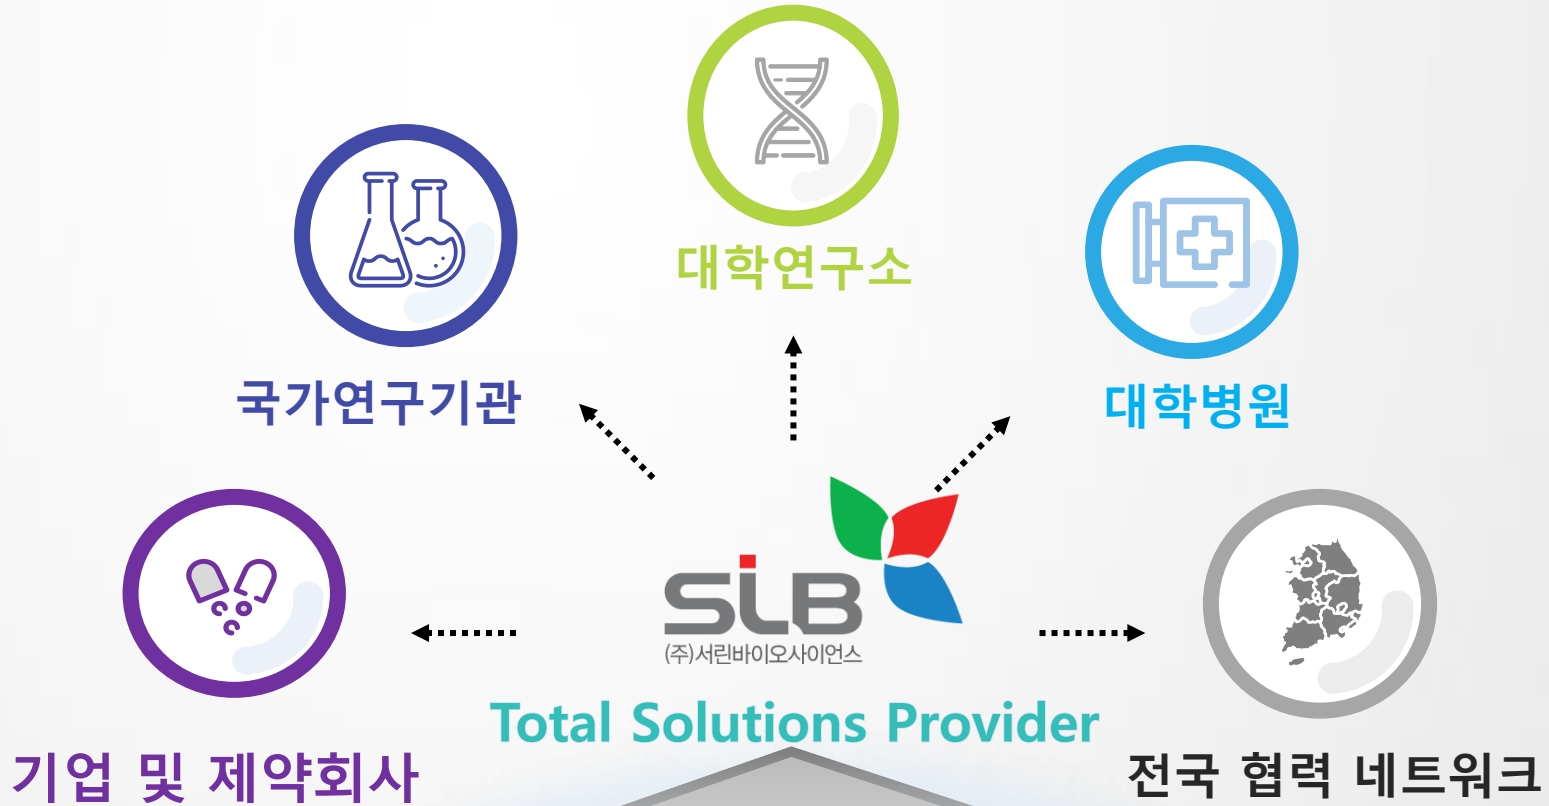 대학연구소
국가연구기관
대학병원
SLB
(주)서린바이오사이언스
Total Solutions Provider
기업 및 제약회사
전국 협력 네트워크